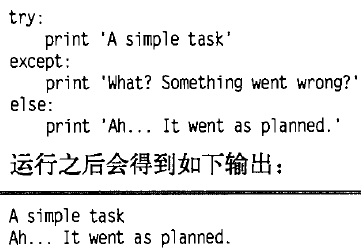 try:
    print 'A simple task'
except:
    print 'What? Something went wrong?'
else:
    print 'Ah... It went as planned.'
运行之后会得到如下输出：
A simple task
Ah... It went as planned.